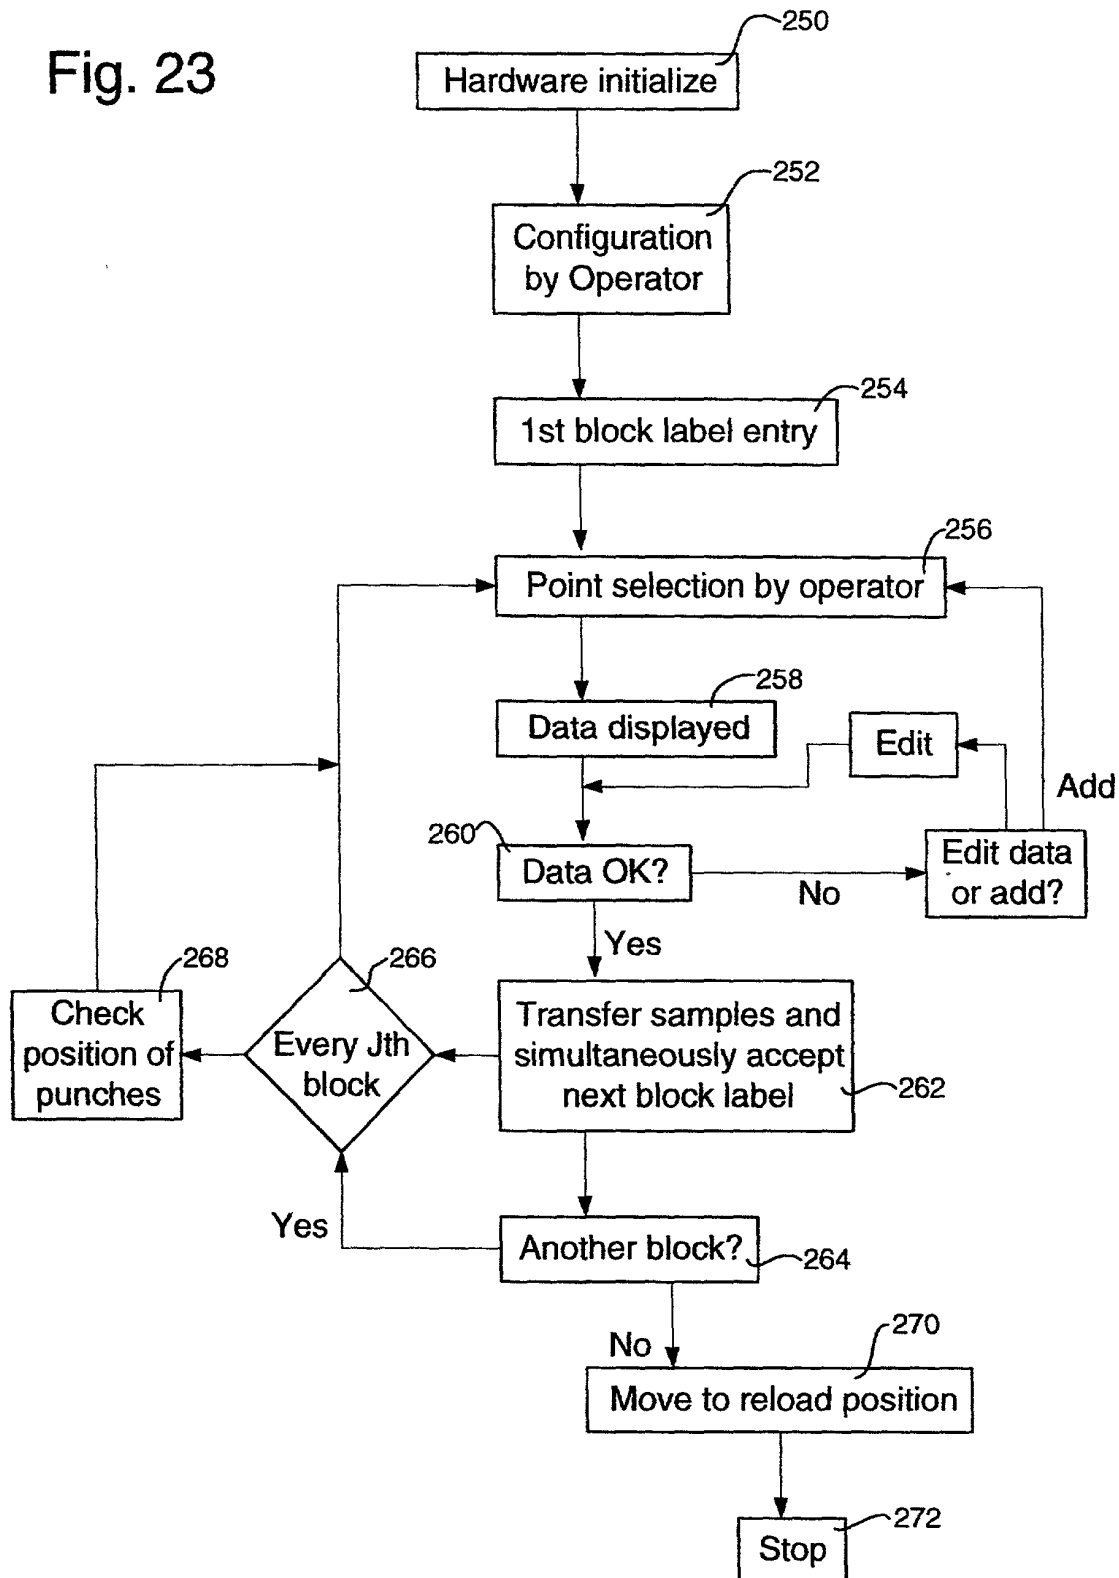 Fig. 23
250
Hardware initialize
252
Configuration
by Operator
254
1st block label entry
256
Point selection by operator
258
Data displayed
Edit
Add
260
Data OK?
No
Edit data
or add?
Yes
268
266
Check
position of
punches
Every Jth
block
Transfer samples and
simultaneously accept
next block label
262
Yes
Another block?
264
No
270
Move to reload position
272
Stop